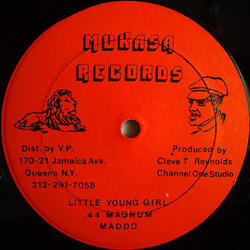 MUKASA
RECORDS
Dist. by V.P.
170-21 Jamaica Ave.
Queens N.Y.
212-291-7058
Produced by
Cleve T. Reynolds
Channel One Studio
LITTLE YOUNG GIRL
.44 MAGNUM
MADDO